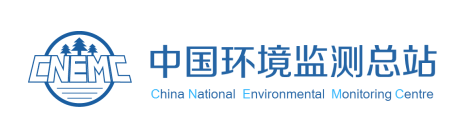 CNEMC
中国环境监测总站
China National Environmental Monitoring Centre